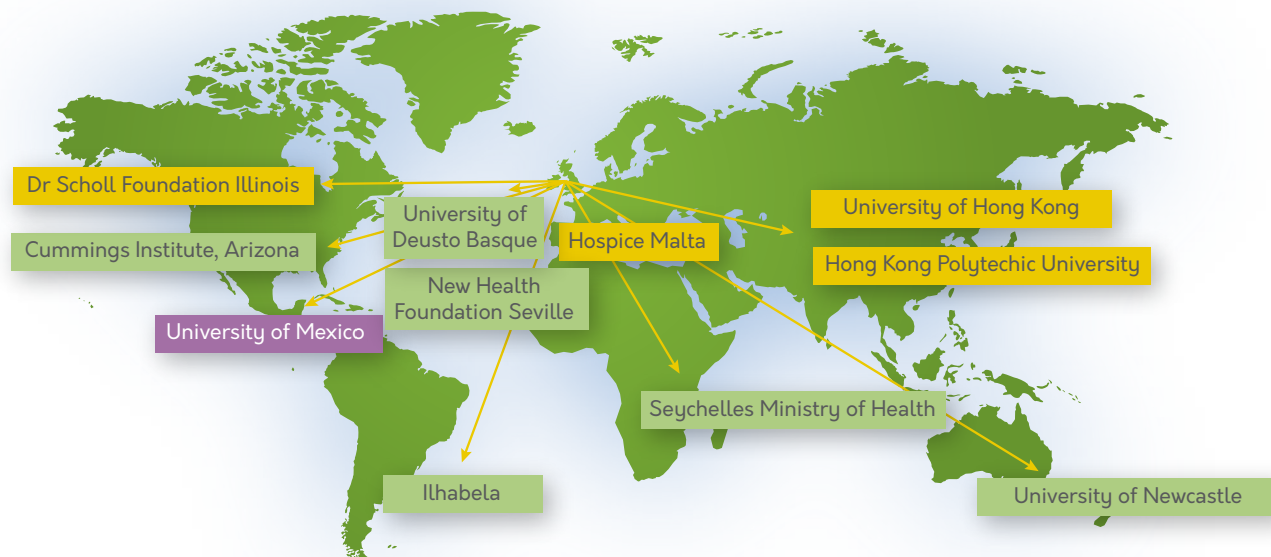 Dr Scholl Foundation Illinois
Cummings Institute, Arizona
University of Mexico
University of
Deusto Basque
New Health
Foundation Seville
Hospice Malta
University of Hong Kong
Hong Kong Polytechic University
Seychelles Ministry of Health
Ilhabela
University of Newcastle